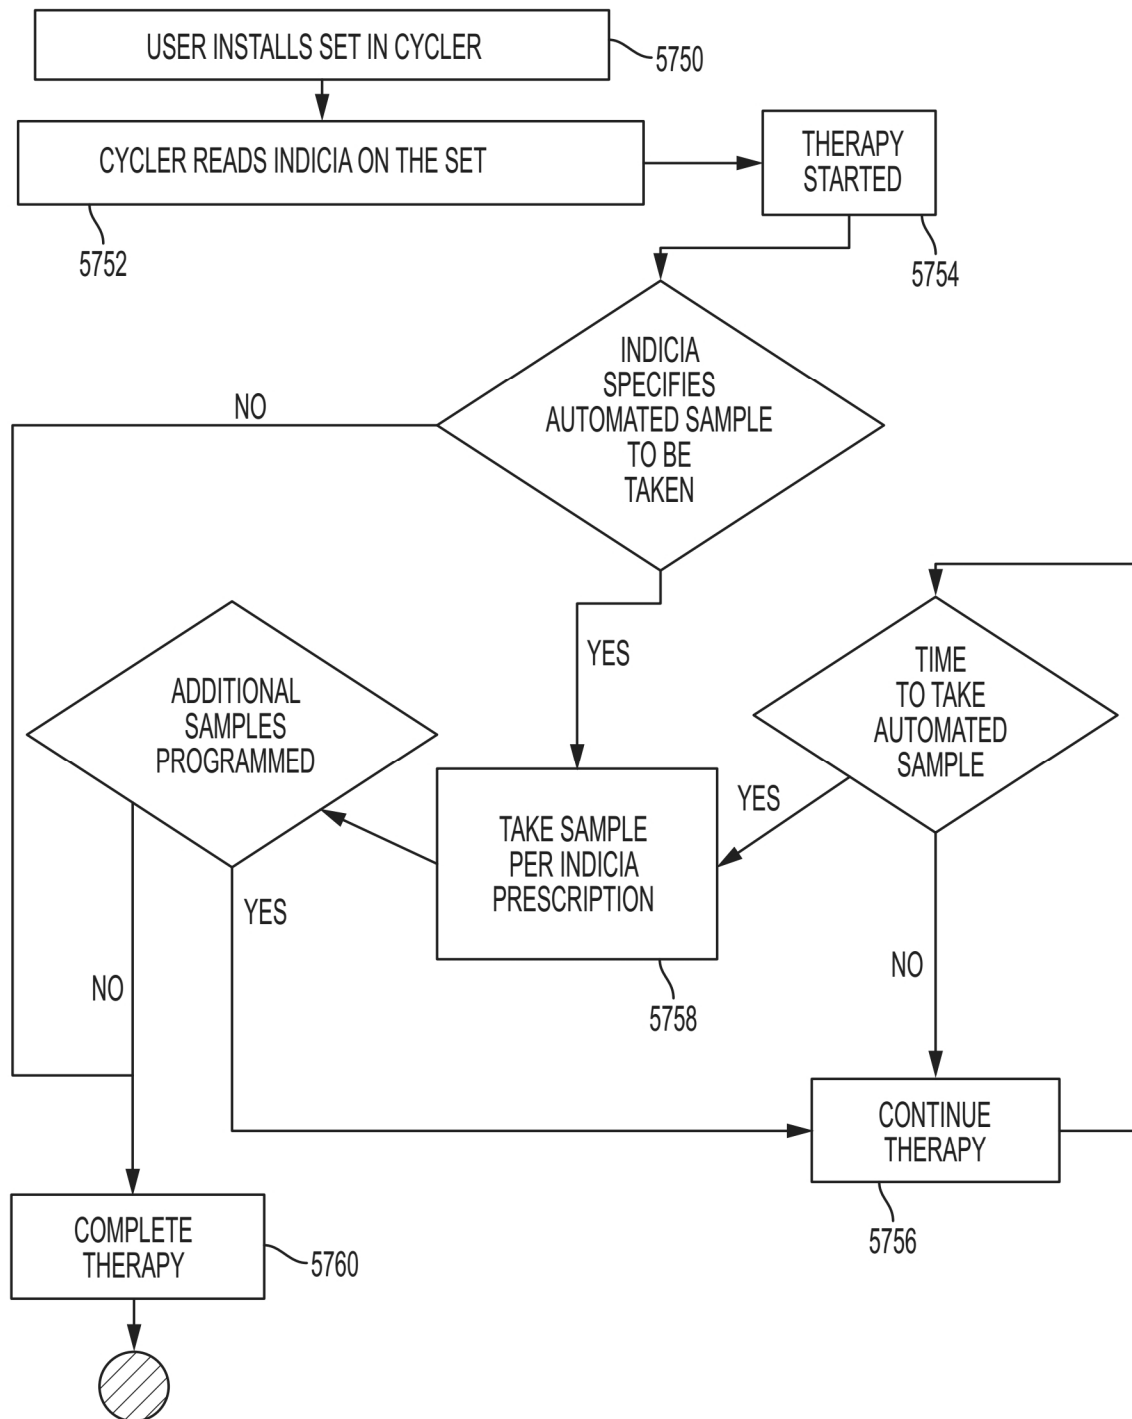 USER INSTALLS SET IN CYCLER
5750
CYCLER READS INDICIA ON THE SET
5752
THERAPY
STARTED
5754
INDICIA
SPECIFIES
AUTOMATED SAMPLE
TO BE
TAKEN
NO
YES
TIME
TO TAKE
AUTOMATED
SAMPLE
ADDITIONAL
SAMPLES
PROGRAMMED
YES
TAKE SAMPLE
PER INDICIA
PRESCRIPTION
5758
YES
NO
NO
CONTINUE
THERAPY
5756
COMPLETE
THERAPY
5760